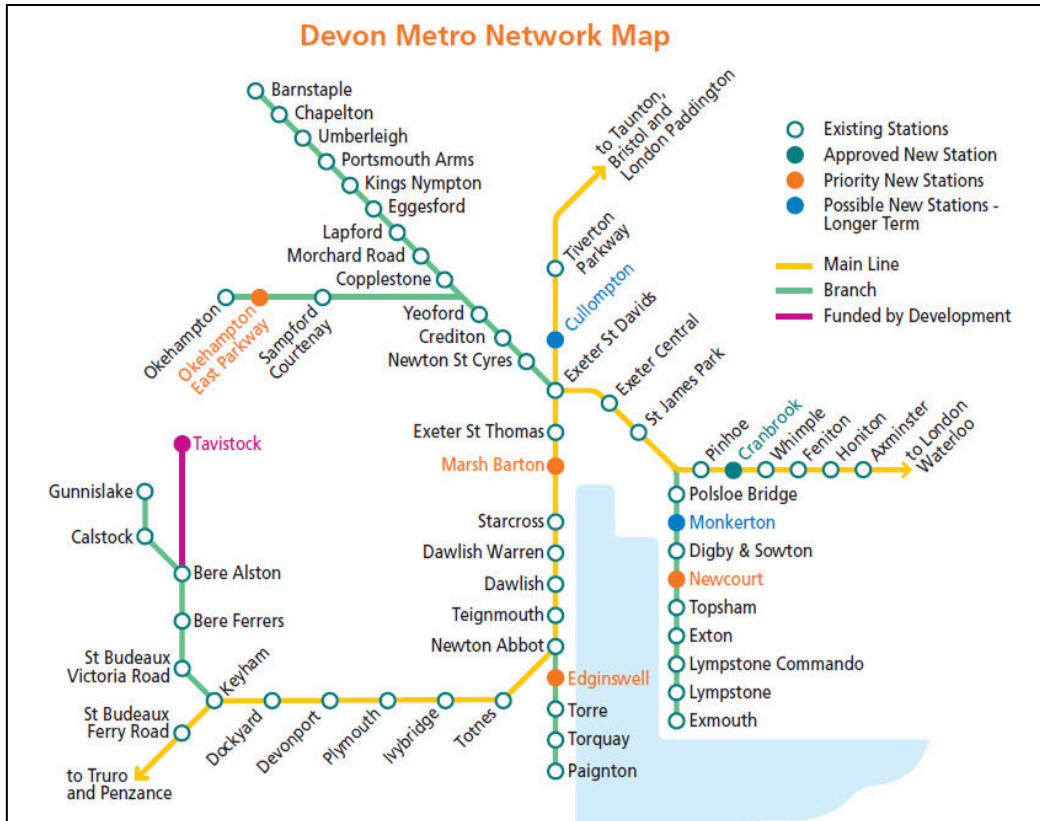 Devon Metro Network Map
Barnstaple
Chapelton
Umberleigh
Portsmouth Arms
Kings Nympton
Eggesford
Lapford
Morchard Road
Copplestone
Okehampton
Okehampton
East Parkway
Sampford
Courtenay
Yeoford
Crediton
Newton St Cyres
to Taunton,
Bristol and
London Paddington
Tiverton
Parkway
Cullompton
Exeter St Davids
Exeter Central
St James Park
Existing Stations
Approved New Station
Priority New Stations
Possible New Stations -
Longer Term
Main Line
Branch
Funded by Development
Pinhoe
Cranbrook
Whimple
Feniton
Honiton
Axminster
to London
Waterloo
Exeter St Thomas
Marsh Barton
Starcross
Dawlish Warren
Dawlish
Teignmouth
Newton Abbot
Edginswell
Torre
Torquay
Paignton
Polsloe Bridge
Monkerton
Digby & Sowton
Newcourt
Topsham
Exton
Lympstone Commando
Lympstone
Exmouth
Tavistock
Gunnislake
Calstock
Bere Alston
Bere Ferrers
St Budeaux
Victoria Road
Keyham
St Budeaux
Ferry Road
Dockyard
Devonport
Plymouth
Ivybridge
Totnes
to Truro
and Penzance